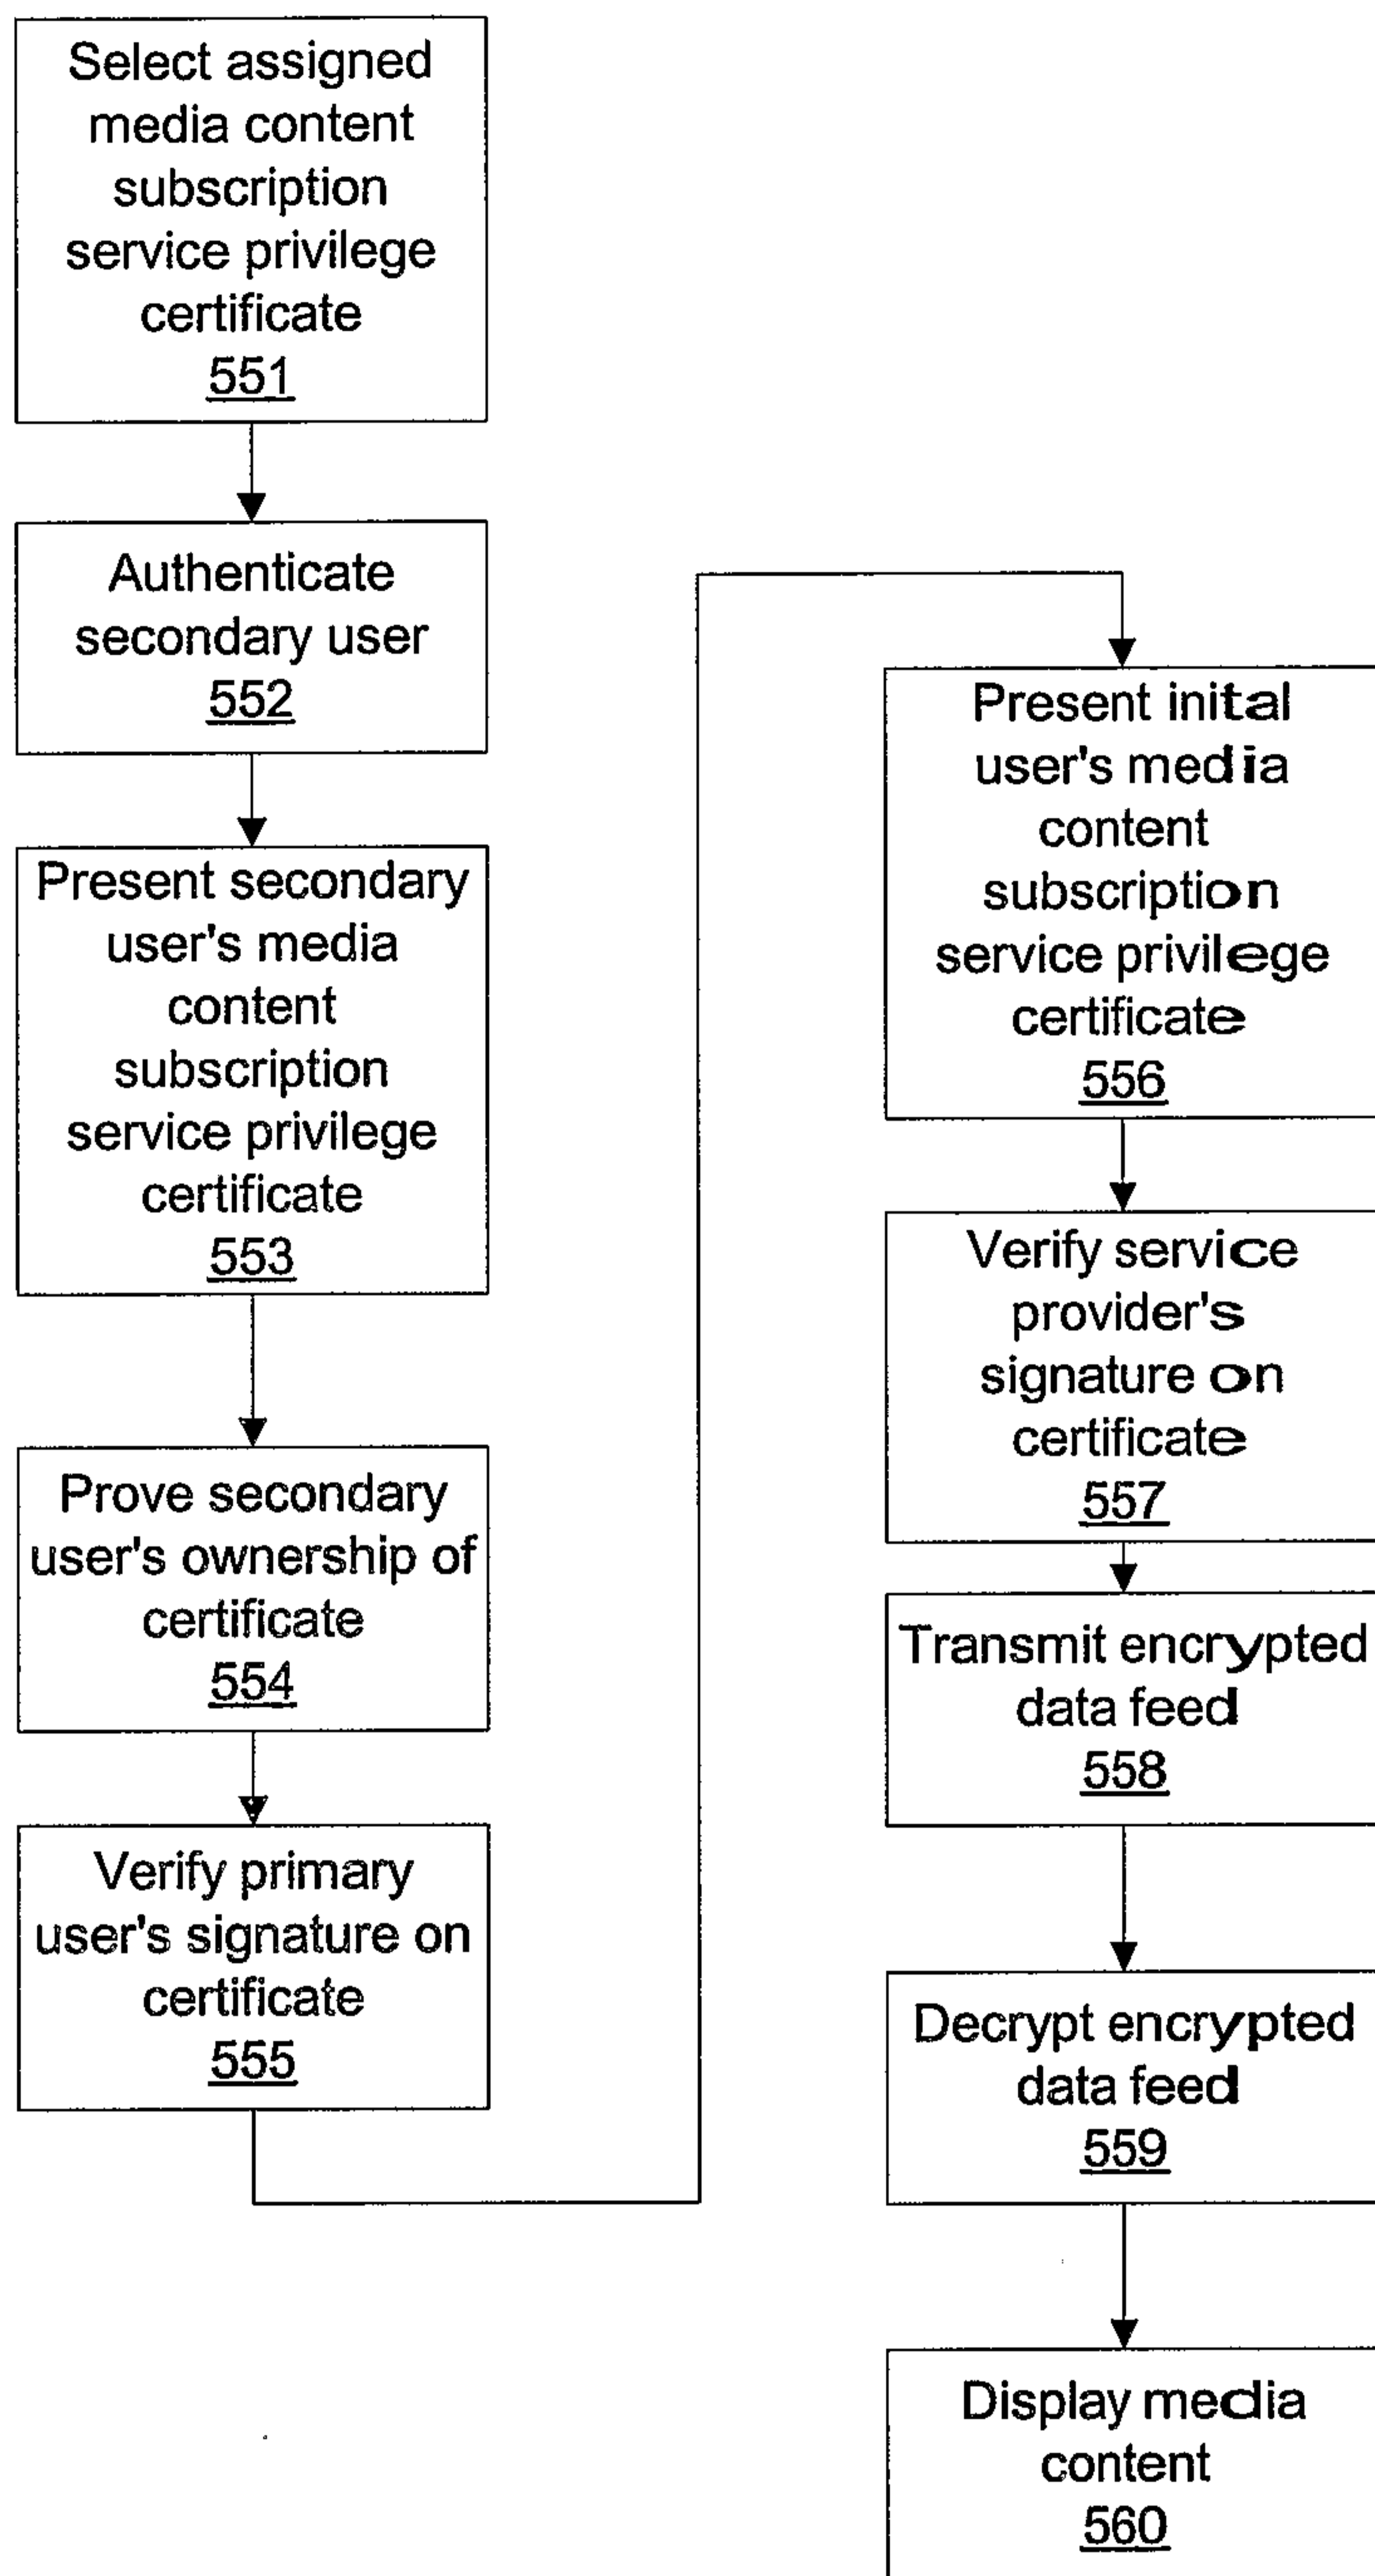 Select assigned
media content
subscription
service privilege
certificate
551
Authenticate
secondary user
552
Present secondary
user's media
content
subscription
service privilege
certificate
553
Prove secondary
user's ownership of
certificate
554
Verify primary
user's signature on
certificate
555
Present inital
user's media
content
subscription
service privilege
certificate
556
Verify service
provider's
signature on
certificate
557
Transmit encrypted
data feed
558
Decrypt encrypted
data feed
559
Display media
content
560